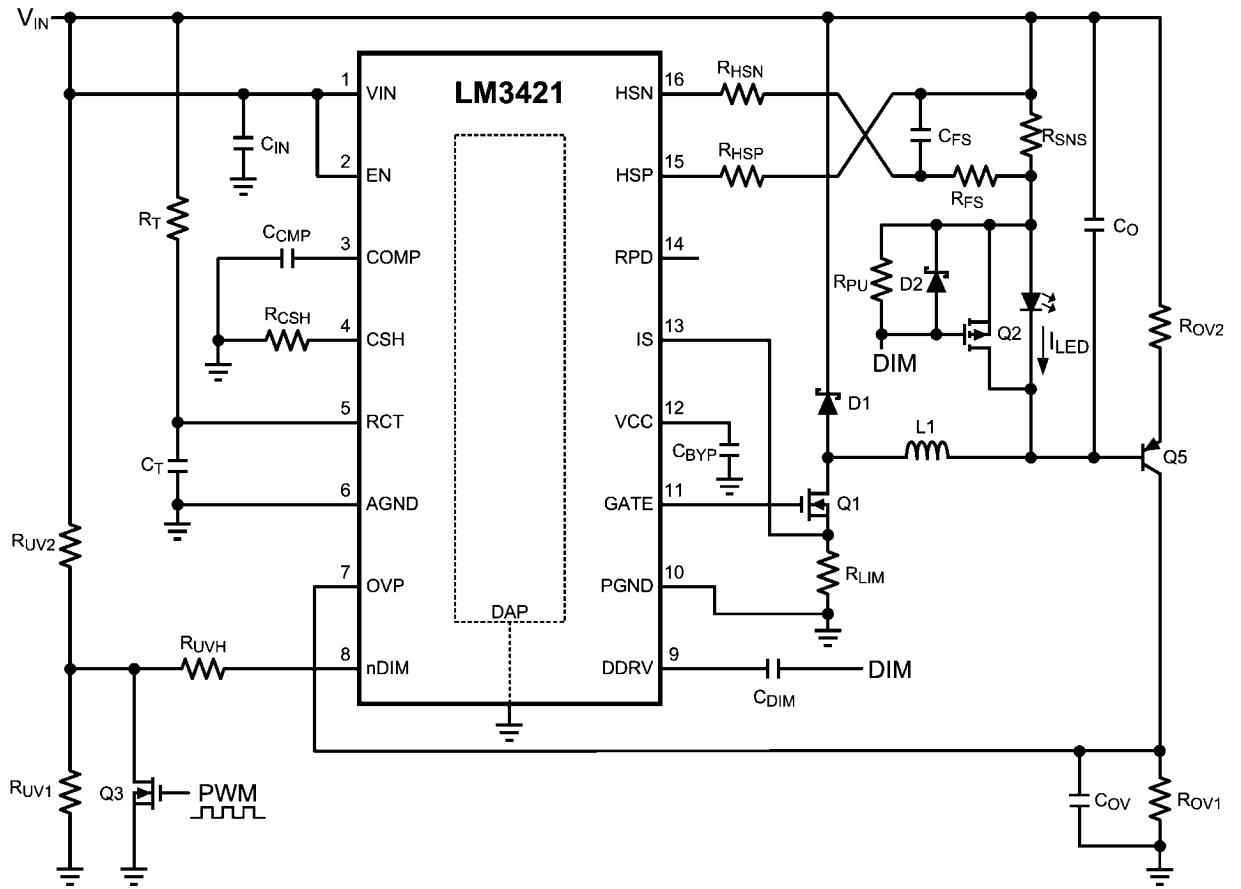 VIN
LM3421
1 VIN
2 EN
3 COMP
4 CSH
5 RCT
6 AGND
7 OVP
8 nDIM
16 HSN
15 HSP
14 RPD
13 IS
12 VCC
11 GATE
10 PGND
9 DDRV
DAP
CIN
RT
CCMP
RCSH
CT
RUV2
RUVH
RUV1
Q3
PWM
RHSN
RHSP
CFS
RSNS
RFS
RPU
D2
Q2
DIM
ILED
CO
ROV2
D1
L1
Q5
CBYP
Q1
RLIM
CDIM
DIM
COV
ROV1